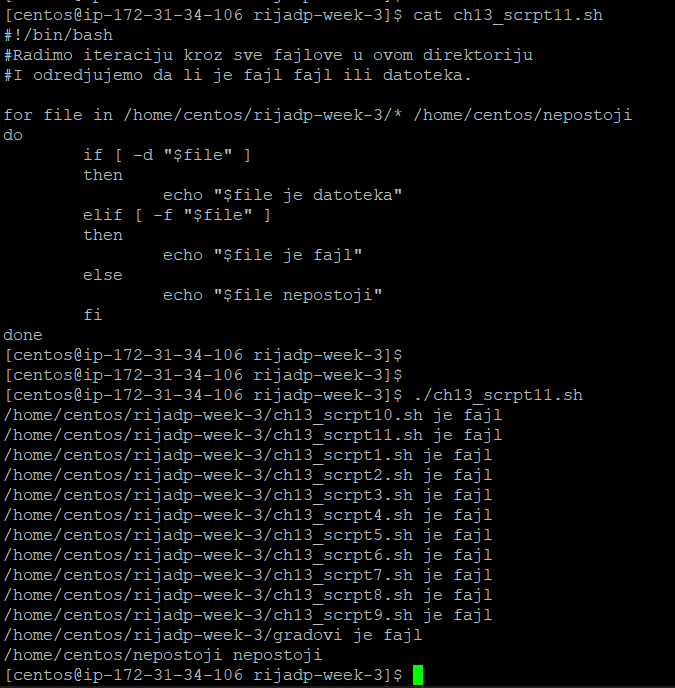 [centos@ip-172-31-34-106 rijadp-week-3]$ cat ch13_scrpt11.sh
#!/bin/bash
#Radimo iteraciju kroz sve fajlove u ovom direktoriju
#I odredjujemo da li je fajl fajl ili datoteka.

for file in /home/centos/rijadp-week-3/* /home/centos/nepostoji
do
        if [ -d "$file" ]
        then
                echo "$file je datoteka"
        elif [ -f "$file" ]
        then
                echo "$file je fajl"
        else
                echo "$file nepostoji"
        fi
done
[centos@ip-172-31-34-106 rijadp-week-3]$
[centos@ip-172-31-34-106 rijadp-week-3]$
[centos@ip-172-31-34-106 rijadp-week-3]$ ./ch13_scrpt11.sh
/home/centos/rijadp-week-3/ch13_scrpt10.sh je fajl
/home/centos/rijadp-week-3/ch13_scrpt11.sh je fajl
/home/centos/rijadp-week-3/ch13_scrpt1.sh je fajl
/home/centos/rijadp-week-3/ch13_scrpt2.sh je fajl
/home/centos/rijadp-week-3/ch13_scrpt3.sh je fajl
/home/centos/rijadp-week-3/ch13_scrpt4.sh je fajl
/home/centos/rijadp-week-3/ch13_scrpt5.sh je fajl
/home/centos/rijadp-week-3/ch13_scrpt6.sh je fajl
/home/centos/rijadp-week-3/ch13_scrpt7.sh je fajl
/home/centos/rijadp-week-3/ch13_scrpt8.sh je fajl
/home/centos/rijadp-week-3/ch13_scrpt9.sh je fajl
/home/centos/rijadp-week-3/gradovi je fajl
/home/centos/nepostoji nepostoji
[centos@ip-172-31-34-106 rijadp-week-3]$